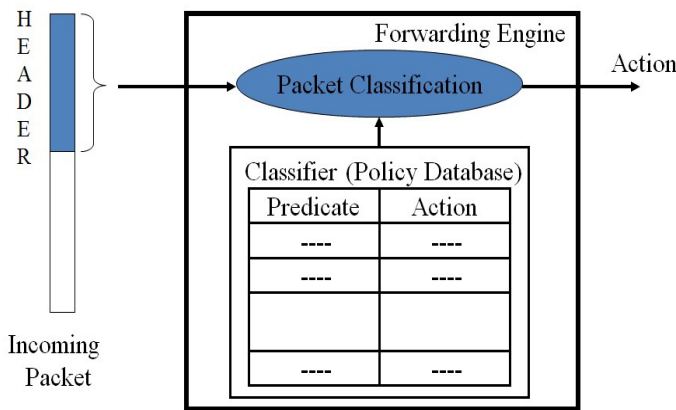 H
E
A
D
E
R
Incoming
Packet
Forwarding Engine
Packet Classification
Action
Classifier (Policy Database)
Predicate Action
---- ----
---- ----
---- ----